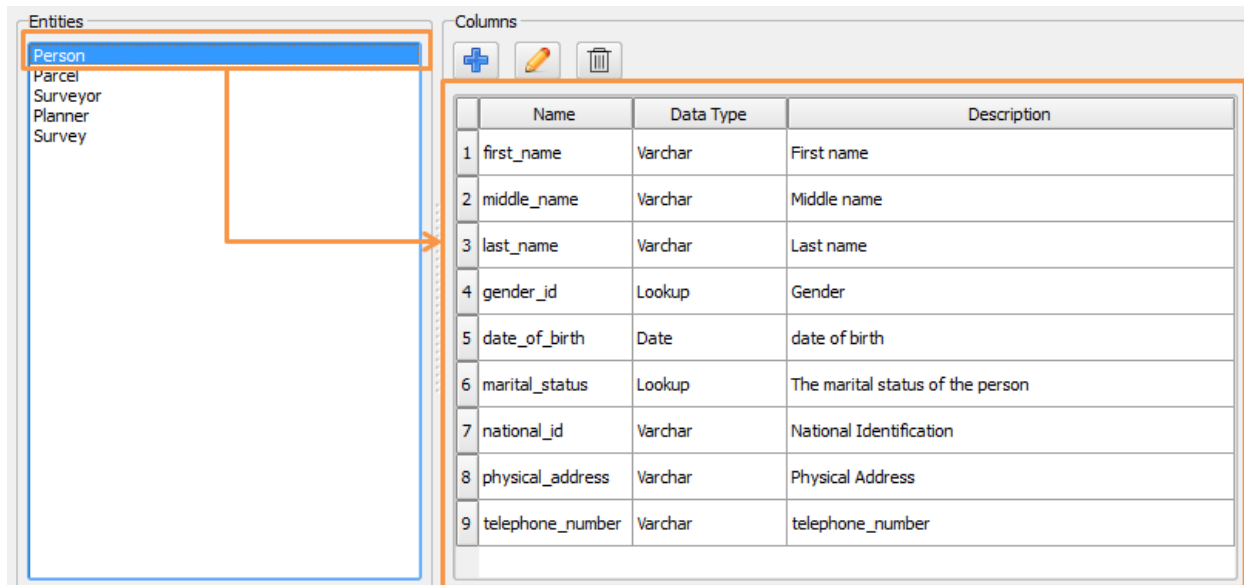 Entities
Person
Parcel
Surveyor
Planner
Survey
Columns
Name Data Type Description
1 first_name Varchar First name
2 middle_name Varchar Middle name
3 last_name Varchar Last name
4 gender_id Lookup Gender
5 date_of_birth Date date of birth
6 marital_status Lookup The marital status of the person
7 national_id Varchar National Identification
8 physical_address Varchar Physical Address
9 telephone_number Varchar telephone_number